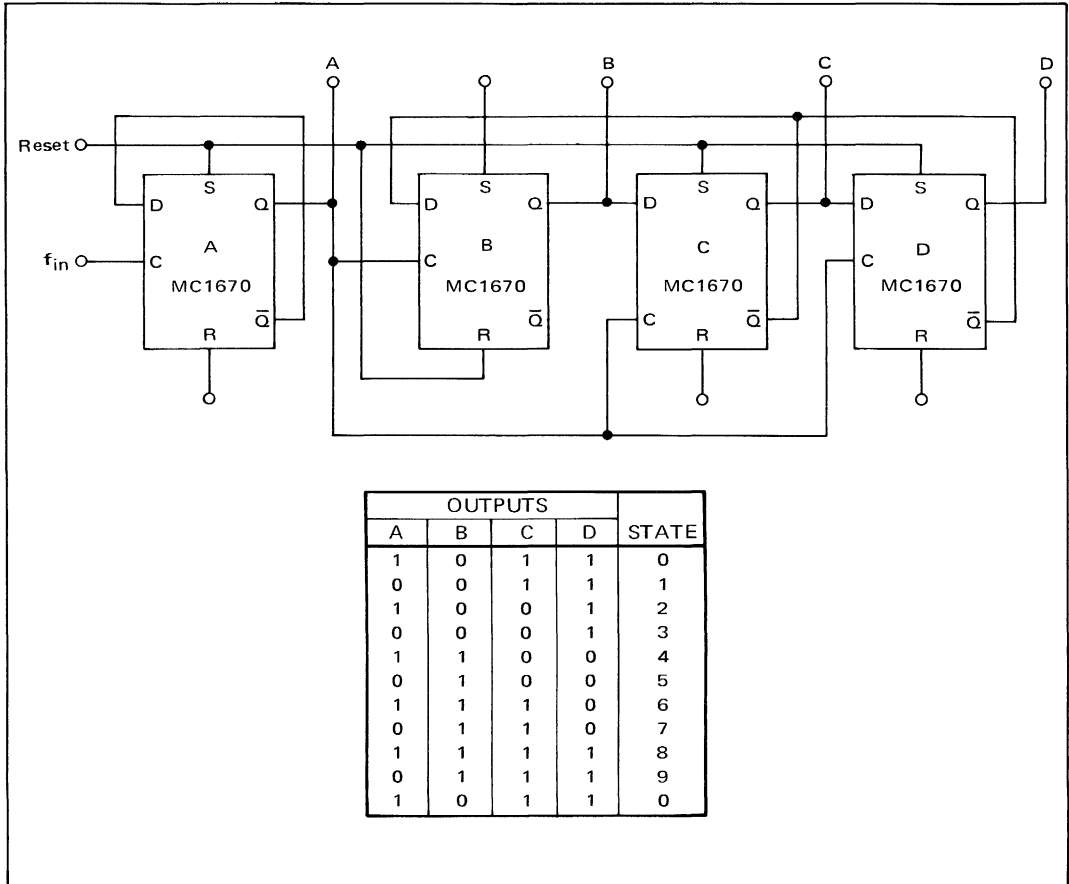 A B C D
Reset
S S S S
D Q D Q D Q D Q
A B C D
f_in C C C C
MC1670 MC1670 MC1670 MC1670
Q̅ Q̅ Q̅ Q̅
R R R R
OUTPUTS
A B C D STATE
1 0 1 1 0
0 0 1 1 1
1 0 0 1 2
0 0 0 1 3
1 1 0 0 4
0 1 0 0 5
1 1 1 0 6
0 1 1 0 7
1 1 1 1 8
0 1 1 1 9
1 0 1 1 0